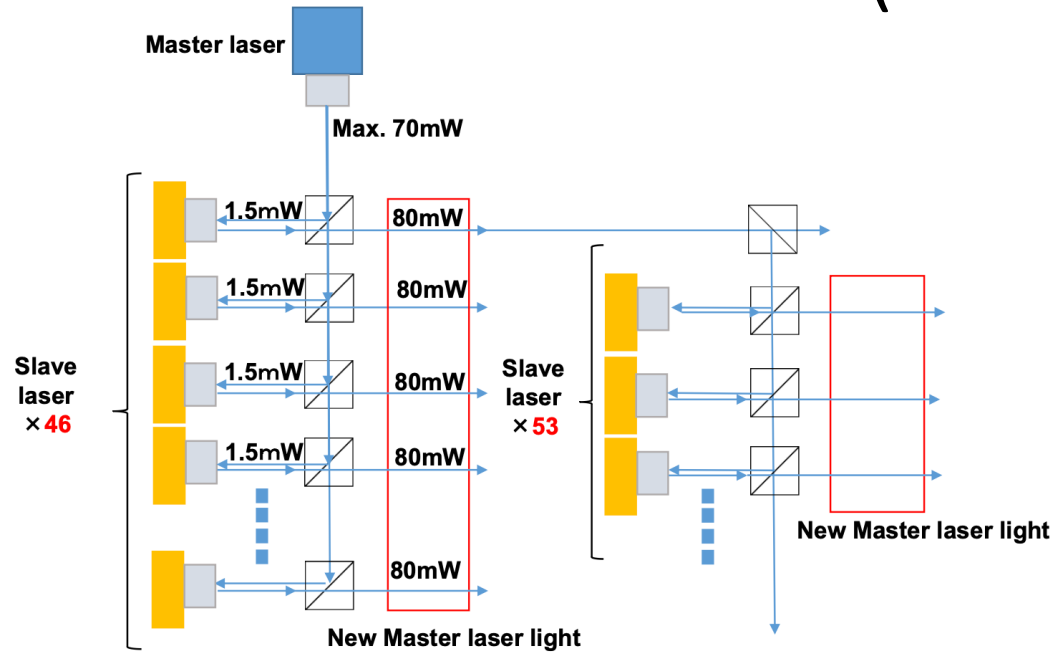 Master laser
Max. 70mW
1.5mW
80mW
1.5mW
80mW
1.5mW
80mW
1.5mW
80mW
80mW
Slave
laser
×46
New Master laser light
Slave
laser
×53
New Master laser light